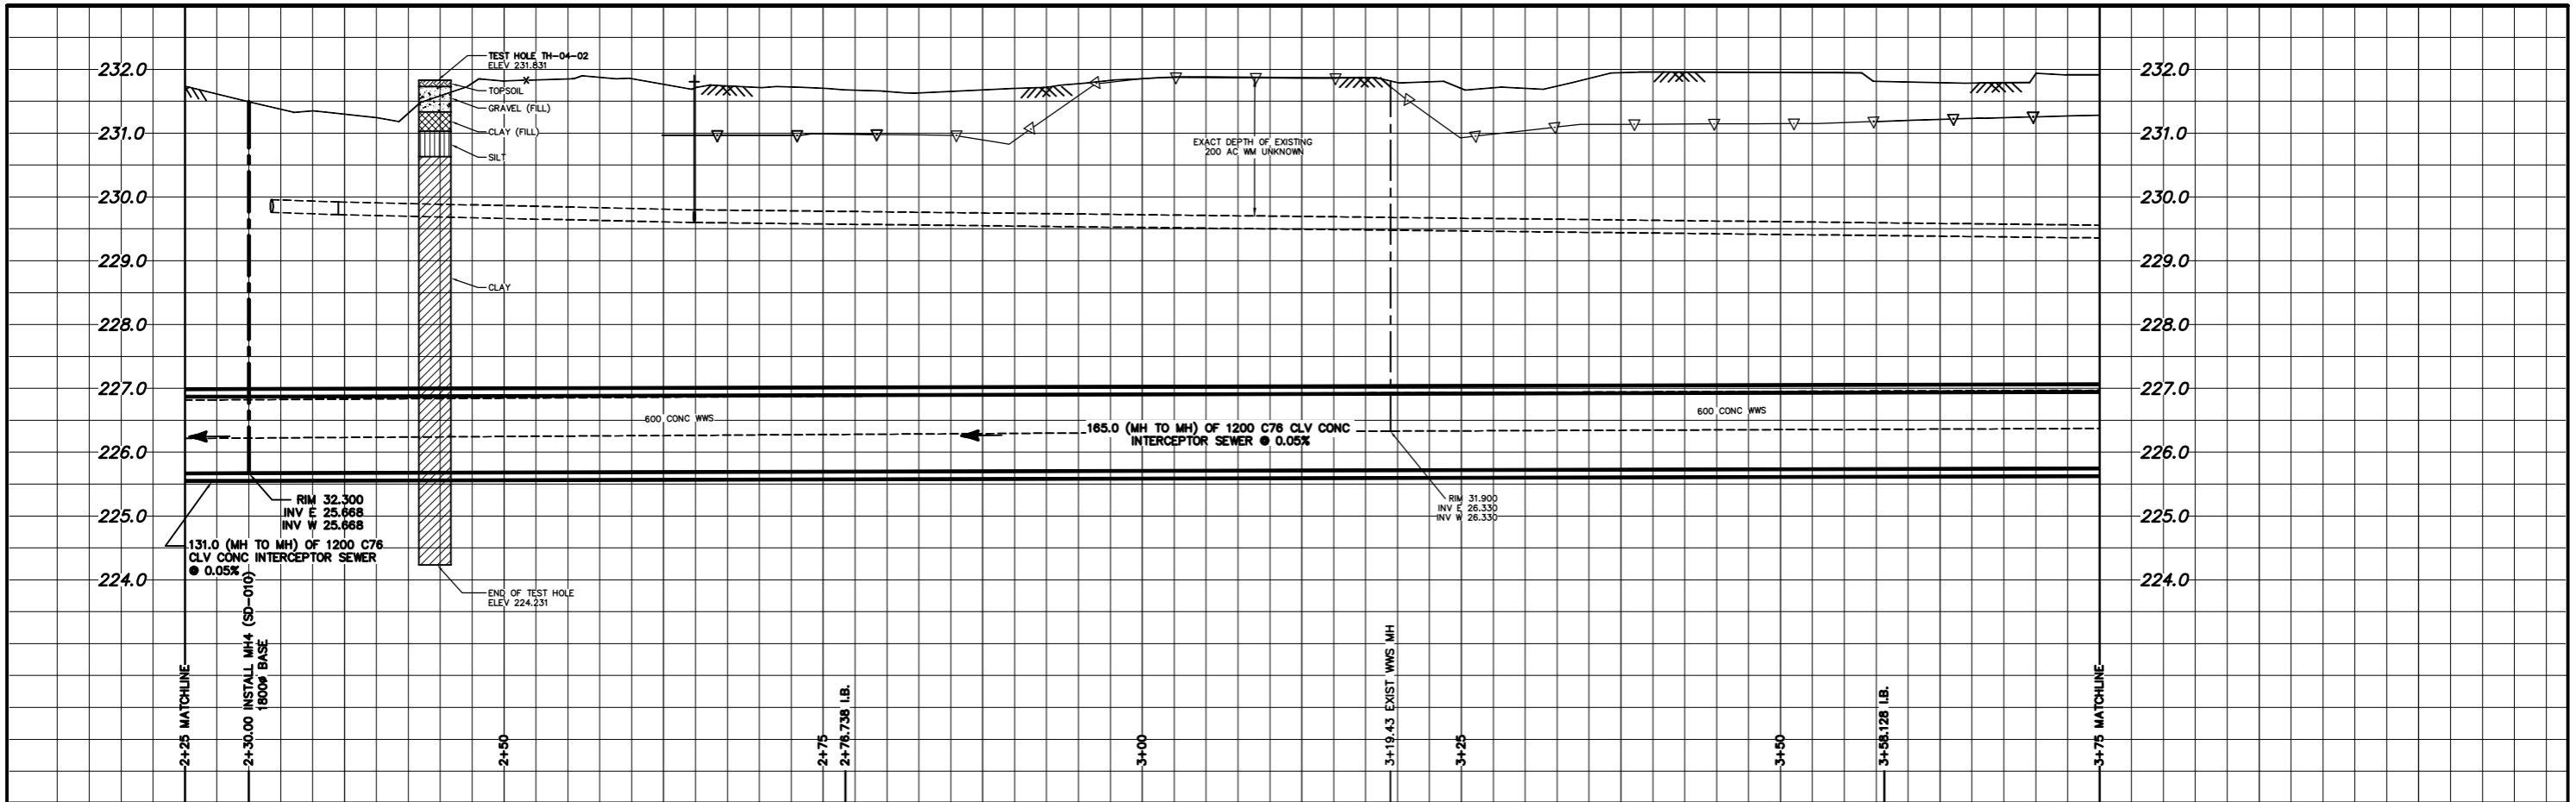 TEST HOLE TH-04-02
ELEV 231.831
232.0
232.0
TOPSOIL
GRAVEL (FILL)
CLAY (FILL)
231.0
231.0
EXACT DEPTH OF EXISTING
200 AC WM UNKNOWN
SILT
230.0
230.0
229.0
229.0
CLAY
228.0
228.0
227.0
227.0
600 CONC WWS
600 CONC WWS
165.0 (MH TO MH) OF 1200 C76 CLV CONC
INTERCEPTOR SEWER @ 0.05%
226.0
226.0
RIM 32.300
INV E 25.668
INV W 25.668
RIM 31.900
INV E 26.330
INV W 26.330
225.0
225.0
131.0 (MH TO MH) OF 1200 C76
CLV CONC INTERCEPTOR SEWER
@ 0.05%
224.0
224.0
END OF TEST HOLE
ELEV 224.231
2+25 MATCHLINE
2+30.00 INSTALL MH4 (SD-010)
1800ø BASE
2+50
2+75
2+76.738 I.B.
3+00
3+19.43 EXIST WWS MH
3+25
3+50
3+58.128 I.B.
3+75 MATCHLINE